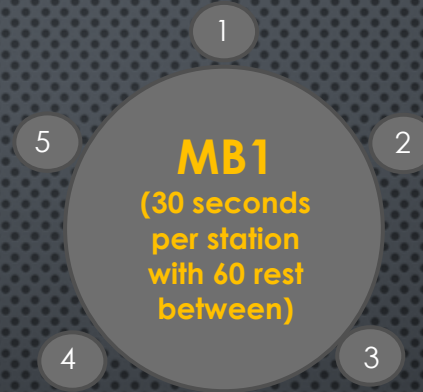 1
5
2
MB1
(30 seconds
per station
with 60 rest
between)
4
3